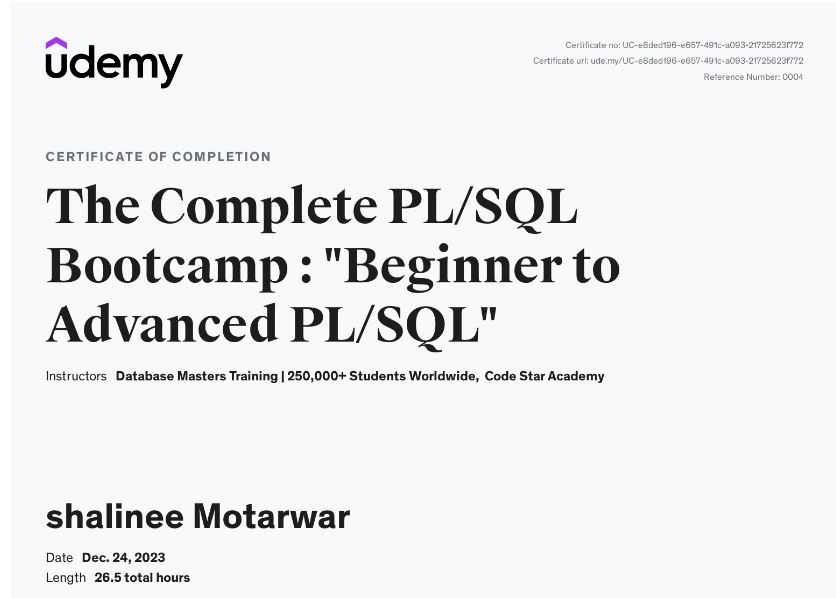 udemy
Certificate no: UC-e8ded196-e657-491c-a093-21725623f772
Certificate url: ude.my/UC-e8ded196-e657-491c-a093-21725623f772
Reference Number: 0004
CERTIFICATE OF COMPLETION
The Complete PL/SQL
Bootcamp : "Beginner to
Advanced PL/SQL"
Instructors Database Masters Training | 250,000+ Students Worldwide, Code Star Academy
shalinee Motarwar
Date Dec. 24, 2023
Length 26.5 total hours